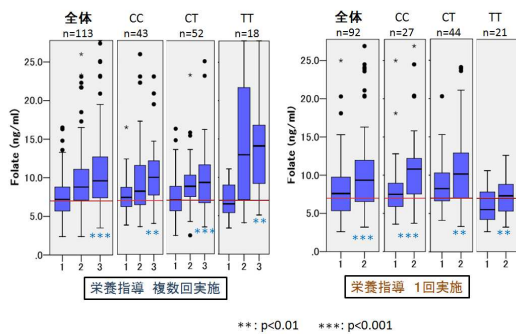 全体 CC CT TT
n=113 n=43 n=52 n=18
Folate (ng/ml)
25.0
20.0
15.0
10.0
5.0
0.0
*** ** *** **
1 2 3 1 2 3 1 2 3 1 2 3
栄養指導 複数回実施
全体 CC CT TT
n=92 n=27 n=44 n=21
Folate (ng/ml)
25.0
20.0
15.0
10.0
5.0
0.0
*** *** ** **
1 2 1 2 1 2 1 2
栄養指導 1回実施
**: p<0.01 ***: p<0.001